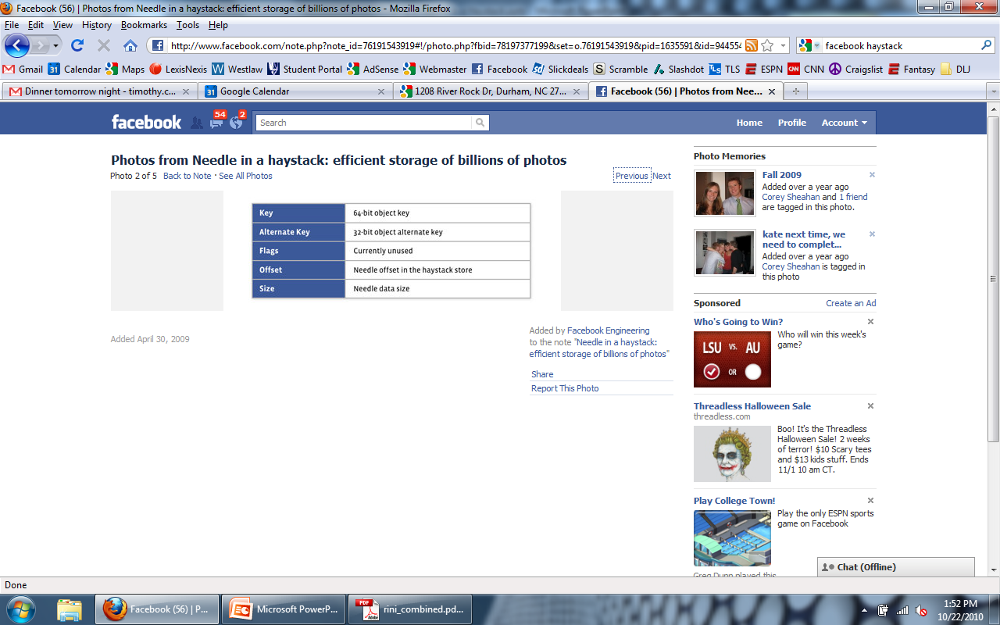 Facebook (56) | Photos from Needle in a haystack: efficient storage of billions of photos - Mozilla Firefox
File Edit View History Bookmarks Tools Help
http://www.facebook.com/note.php?note_id=76191543919#!/photo.php?fbid=78197377199&set=o.76191543919&pid=1635591&id=944554
facebook haystack
Gmail 31 Calendar Maps LexisNexis W Westlaw Student Portal AdSense Webmaster Facebook Slickdeals S Scramble Slashdot TLS TLS ESPN CNN CNN Craigslist Fantasy DLJ
Dinner tomorrow night - timothy.c...
31 Google Calendar
1208 River Rock Dr, Durham, NC 27...
Facebook (56) | Photos from Nee...
facebook
54
2
Search
Home Profile Account
Photos from Needle in a haystack: efficient storage of billions of photos
Photo 2 of 5 Back to Note · See All Photos
Previous Next
Key 64-bit object key
Alternate Key 32-bit object alternate key
Flags Currently unused
Offset Needle offset in the haystack store
Size Needle data size
Added April 30, 2009
Added by Facebook Engineering
to the note "Needle in a haystack:
efficient storage of billions of photos"
Share
Report This Photo
Photo Memories
Fall 2009
Added over a year ago
Corey Sheahan and 1 friend
are tagged in this photo.
kate next time, we
need to complet...
Added over a year ago
Corey Sheahan is tagged in
this photo
Sponsored Create an Ad
Who's Going to Win?
LSU VS. AU
OR
Who will win this week's
game?
Threadless Halloween Sale
threadless.com
Boo! It's the Threadless
Halloween Sale! 2 weeks
of terror! $10 Scary tees
and $13 kids stuff. Ends
11/1 10 am CT.
Play College Town!
Play the only ESPN sports
game on Facebook
Greg Dunn played this
Chat (Offline)
Done
Facebook (56) | P...
Microsoft PowerP...
PDF
Adobe
rini_combined.pd...
1:52 PM
10/22/2010